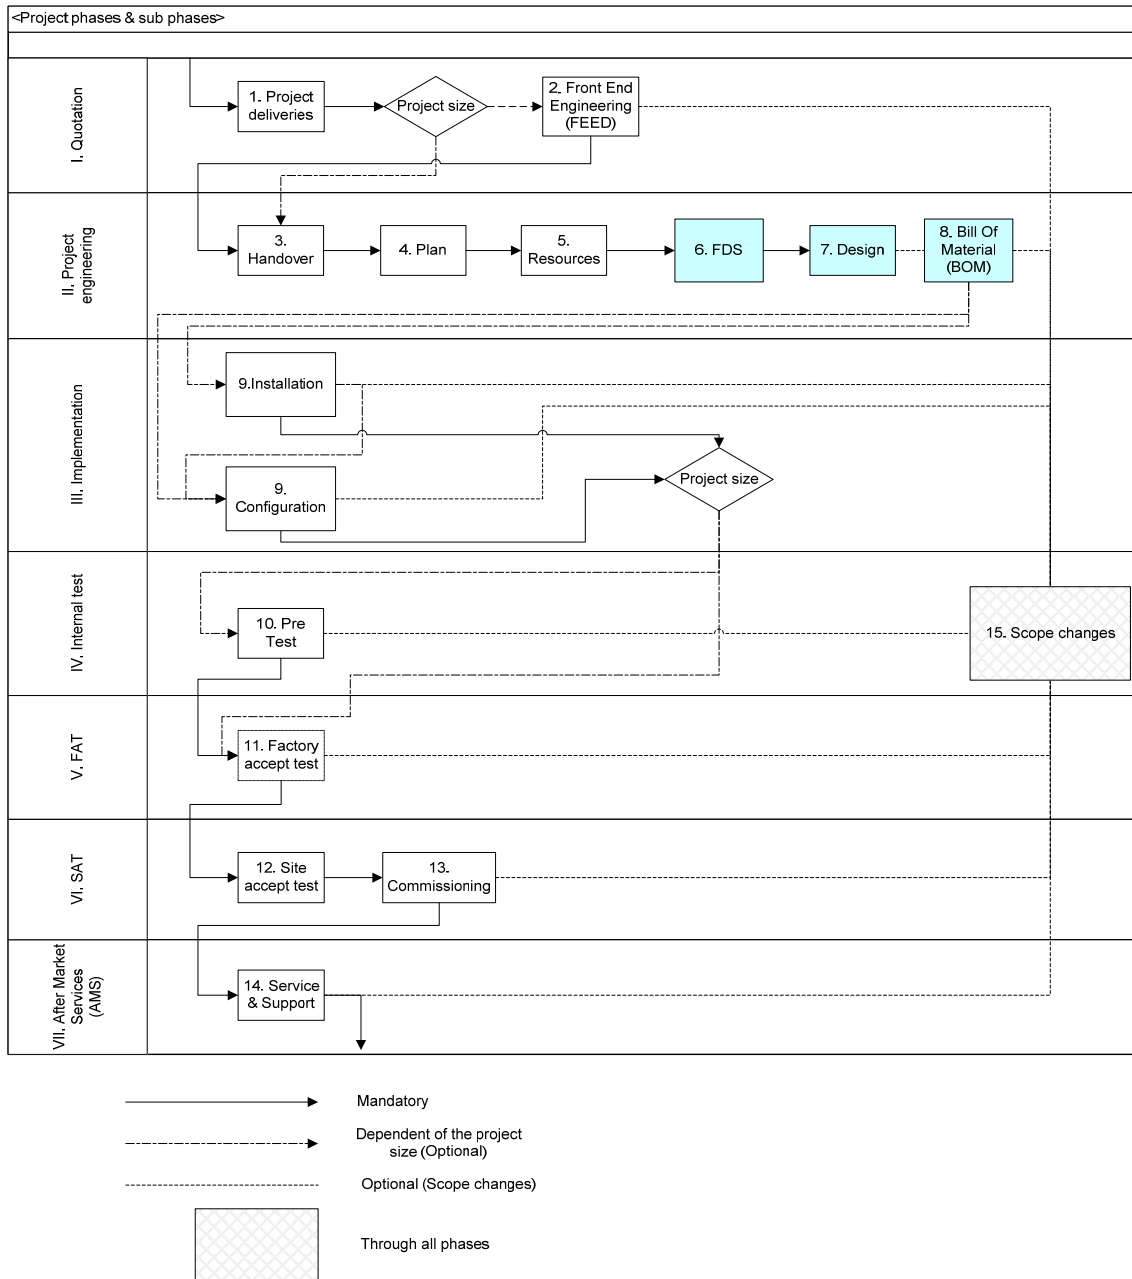 <Project phases & sub phases>
I. Quotation
1. Project
deliveries
Project size
2. Front End
Engineering
(FEED)
II. Project
engineering
3.
Handover
4. Plan
5.
Resources
6. FDS
7. Design
8. Bill Of
Material
(BOM)
III. Implementation
9.Installation
9.
Configuration
Project size
IV. Internal test
10. Pre
Test
15. Scope changes
V. FAT
11. Factory
accept test
VI. SAT
12. Site
accept test
13.
Commissioning
VII. After Market
Services
(AMS)
14. Service
& Support
Mandatory
Dependent of the project
size (Optional)
Optional (Scope changes)
Through all phases